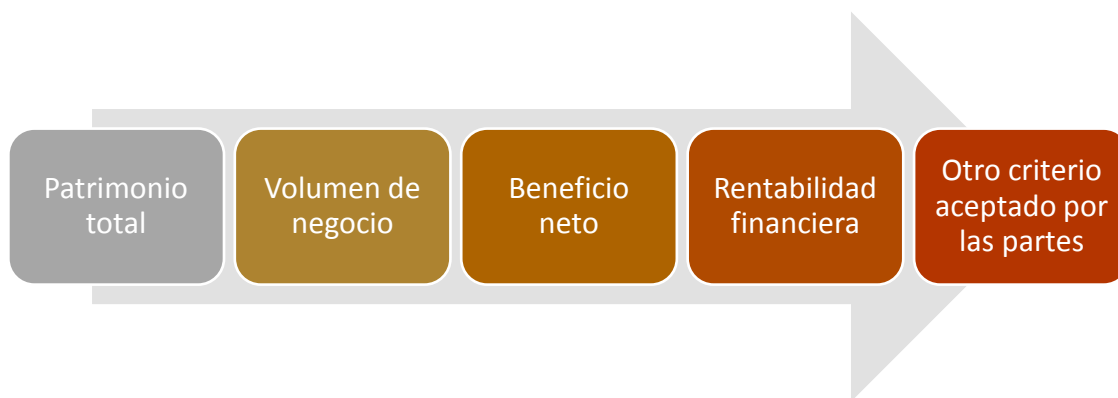 Patrimonio
total
Volumen de
negocio
Beneficio
neto
Rentabilidad
financiera
Otro criterio
aceptado por
las partes